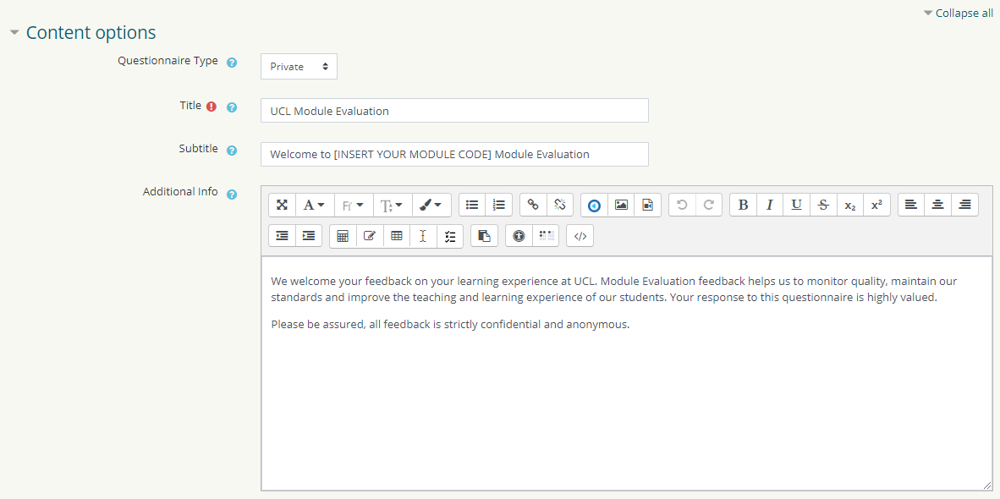 Collapse all
Content options
Questionnaire Type
Private
Title
UCL Module Evaluation
Subtitle
Welcome to [INSERT YOUR MODULE CODE] Module Evaluation
Additional Info
A Ff T B I U S x₂ x²
</>
We welcome your feedback on your learning experience at UCL. Module Evaluation feedback helps us to monitor quality, maintain our
standards and improve the teaching and learning experience of our students. Your response to this questionnaire is highly valued.
Please be assured, all feedback is strictly confidential and anonymous.